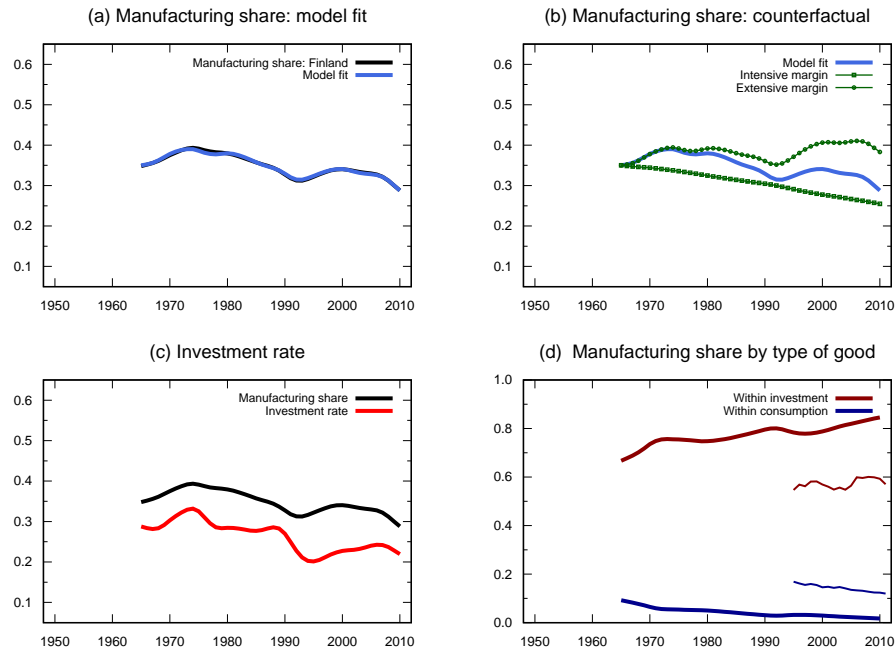 (a) Manufacturing share: model fit
0.6
0.5
0.4
0.3
0.2
0.1
Manufacturing share: Finland
Model fit
1950 1960 1970 1980 1990 2000 2010
(b) Manufacturing share: counterfactual
0.6
0.5
0.4
0.3
0.2
0.1
Model fit
Intensive margin
Extensive margin
1950 1960 1970 1980 1990 2000 2010
(c) Investment rate
0.6
0.5
0.4
0.3
0.2
0.1
Manufacturing share
Investment rate
1950 1960 1970 1980 1990 2000 2010
(d) Manufacturing share by type of good
1.0
0.8
0.6
0.4
0.2
0.0
Within investment
Within consumption
1950 1960 1970 1980 1990 2000 2010